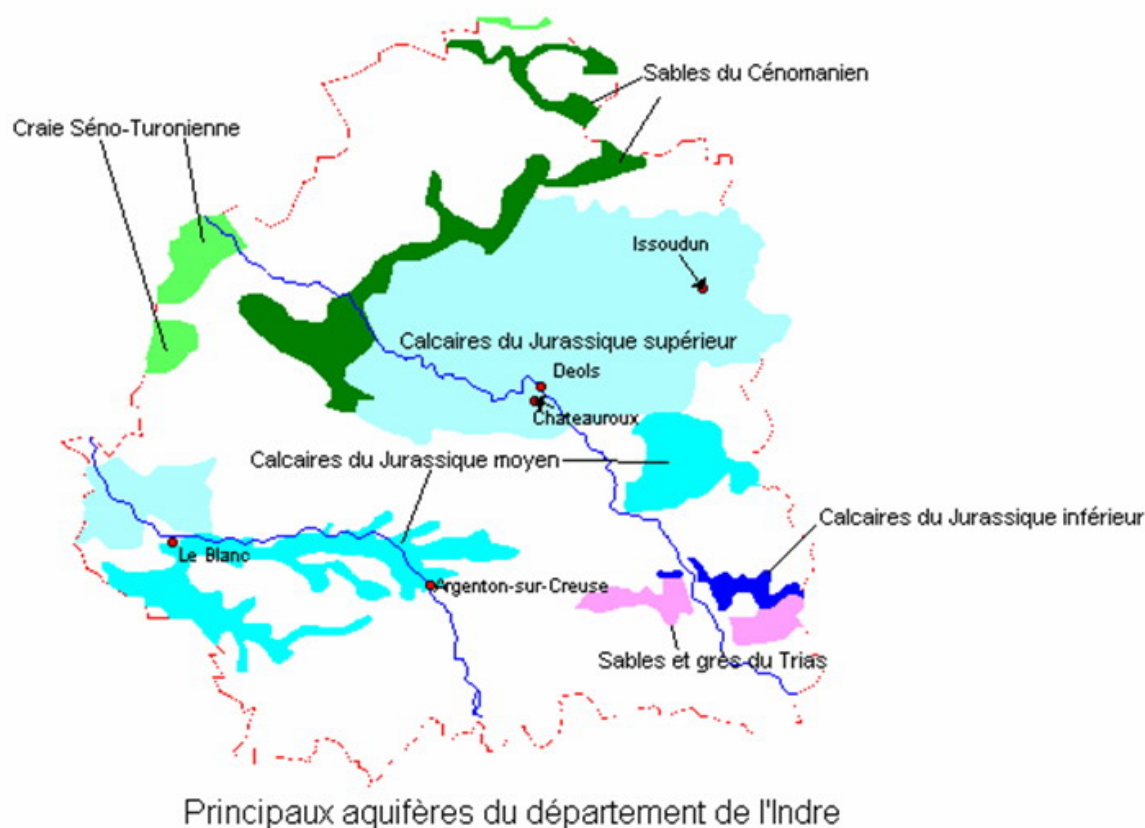 Sables du Cénomanien
Craie Séno-Turonienne
Issoudun
Calcaires du Jurassique supérieur
Deols
Chateauroux
Calcaires du Jurassique moyen
Calcaires du Jurassique inférieur
Le Blanc
Argenton-sur-Creuse
Sables et grès du Trias
Principaux aquifères du département de l'Indre